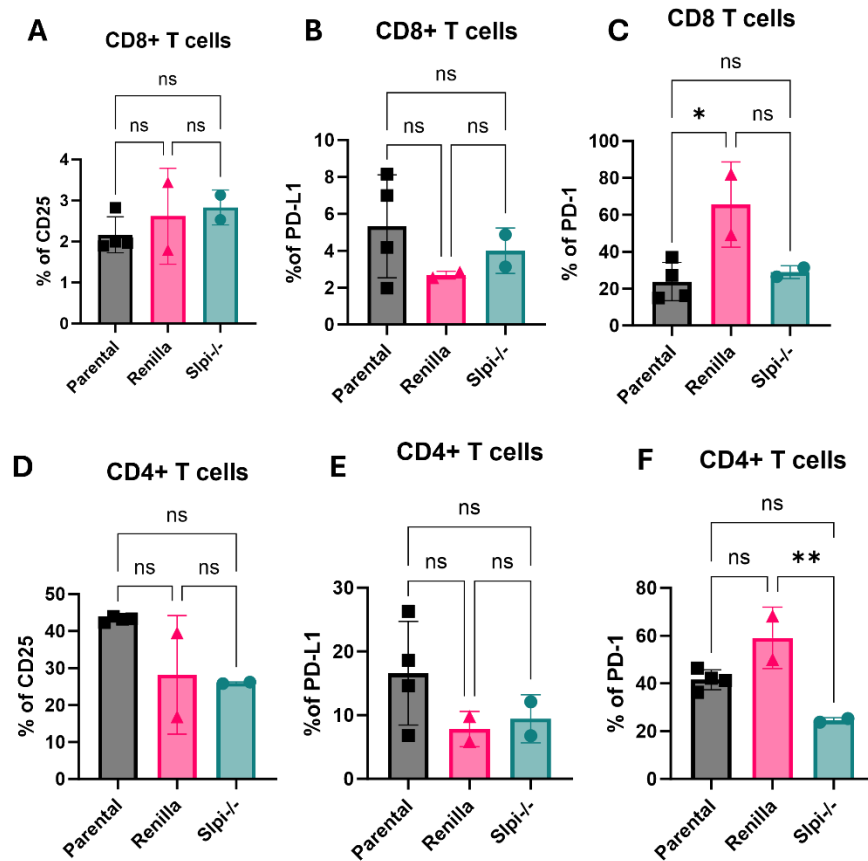 A
CD8+ T cells
ns
ns
ns
% of CD25
4
3
2
1
0
Parental
Renilla
Slpi-/-
B
CD8+ T cells
ns
ns
ns
%of PD-L1
10
8
6
4
2
0
Parental
Renilla
Slpi-/-
C
CD8 T cells
ns
*
ns
% of PD-1
100
80
60
40
20
0
Parental
Renilla
Slpi-/-
D
CD4+ T cells
ns
ns
ns
% of CD25
50
40
30
20
10
0
Parental
Renilla
Slpi-/-
E
CD4+ T cells
ns
ns
ns
%of PD-L1
30
20
10
0
Parental
Renilla
Slpi-/-
F
CD4+ T cells
ns
ns
**
% of PD-1
80
60
40
20
0
Parental
Renilla
Slpi-/-